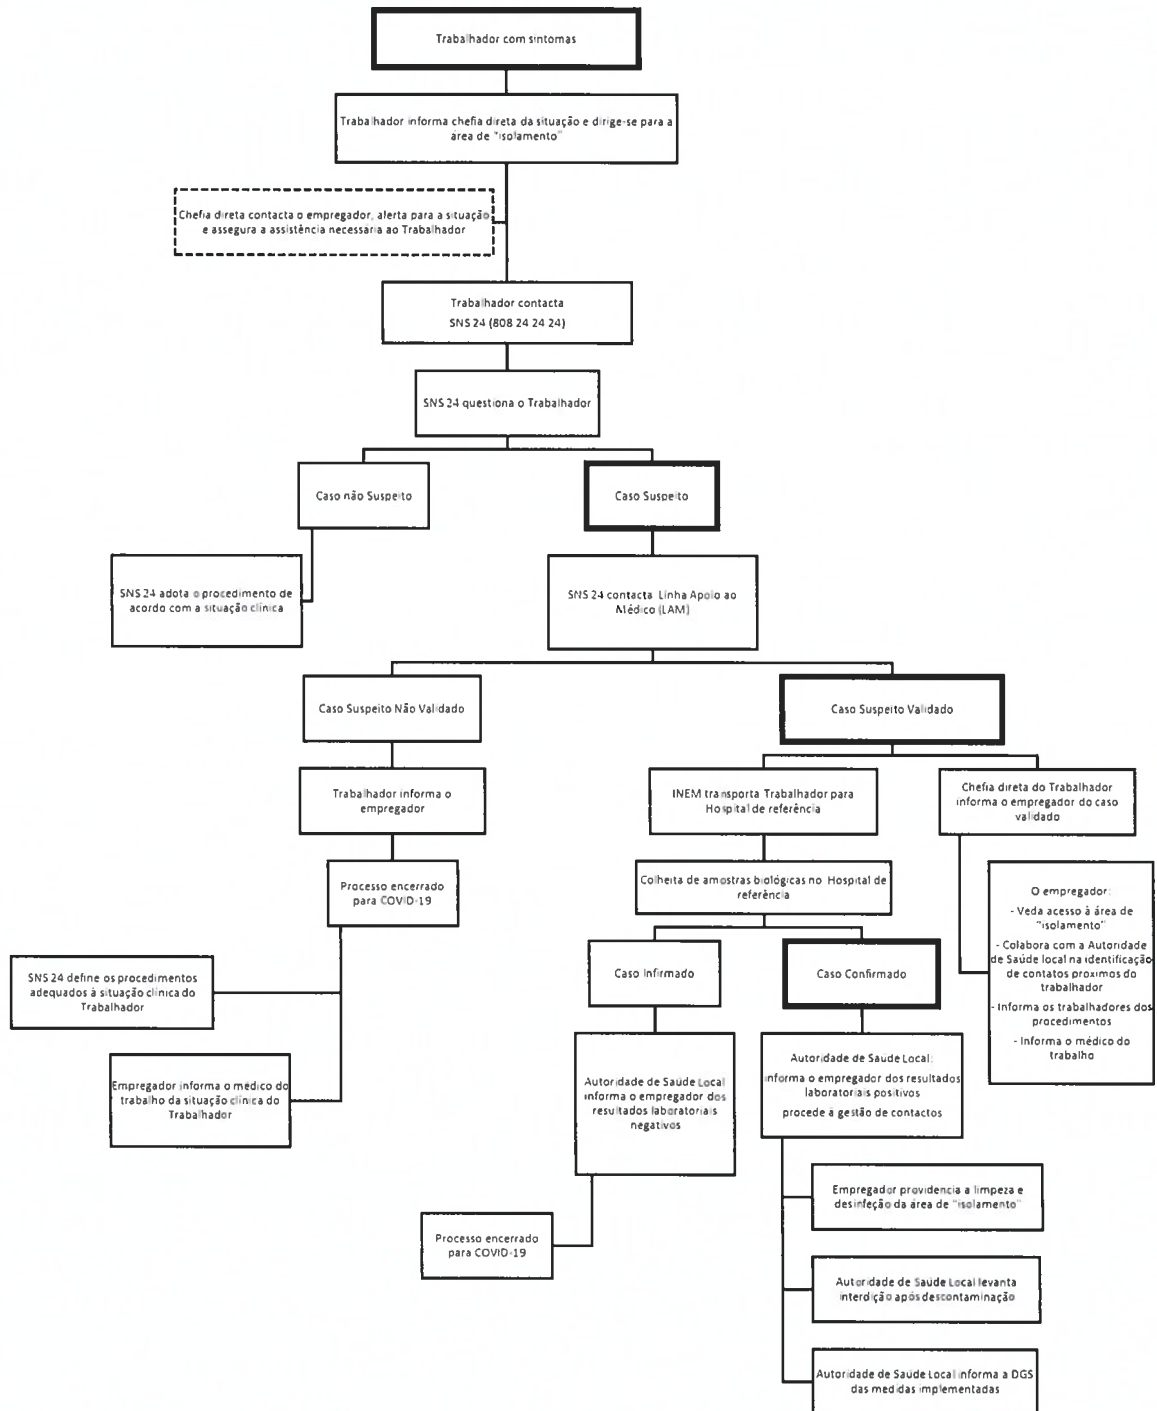 Trabalhador com sintomas
Trabalhador informa chefia direta da situação e dirige-se para a
área de "isolamento"
Chefia direta contacta o empregador, alerta para a situação
e assegura a assistência necessária ao Trabalhador
Trabalhador contacta
SNS 24 (808 24 24 24)
SNS 24 questiona o Trabalhador
Caso não Suspeito
Caso Suspeito
SNS 24 adota o procedimento de
acordo com a situação clínica
SNS 24 contacta Linha Apoio ao
Médico (LAM)
Caso Suspeito Não Validado
Caso Suspeito Validado
Trabalhador informa o
empregador
INEM transporta Trabalhador para
Hospital de referência
Chefia direta do Trabalhador
informa o empregador do caso
validado
Processo encerrado
para COVID-19
Colheita de amostras biológicas no Hospital de
referência
O empregador:
- Veda acesso à área de
"isolamento"
- Colabora com a Autoridade
de Saúde local na identificação
de contatos proximos do
trabalhador
- Informa os trabalhadores dos
procedimentos
- Informa o médico do
trabalho
SNS 24 define os procedimentos
adequados à situação clínica do
Trabalhador
Caso Infirmado
Caso Confirmado
Empregador informa o médico do
trabalho da situação clínica do
Trabalhador
Autoridade de Saúde Local
informa o empregador dos
resultados laboratoriais
negativos
Autoridade de Saúde Local:
informa o empregador dos resultados
laboratoriais positivos
procede à gestão de contactos
Empregador providencia a limpeza e
desinfeção da área de "isolamento"
Processo encerrado
para COVID-19
Autoridade de Saúde Local levanta
interdição após descontaminação
Autoridade de Saúde Local informa a DGS
das medidas implementadas